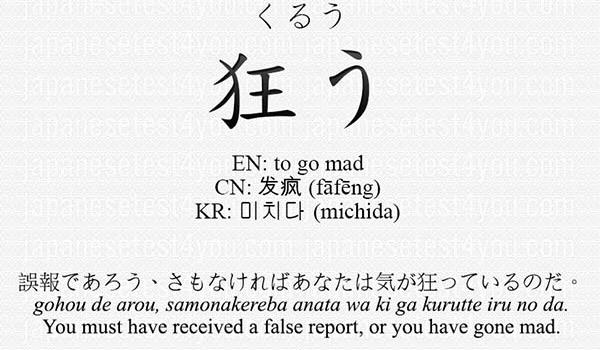 くるう
狂う
EN: to go mad
CN: 发疯 (fāfēng)
KR: 미치다 (michida)
誤報であろう、さもなければあなたは気が狂っているのだ。
gohou de arou, samonakereba anata wa ki ga kurutte iru no da.
You must have received a false report, or you have gone mad.